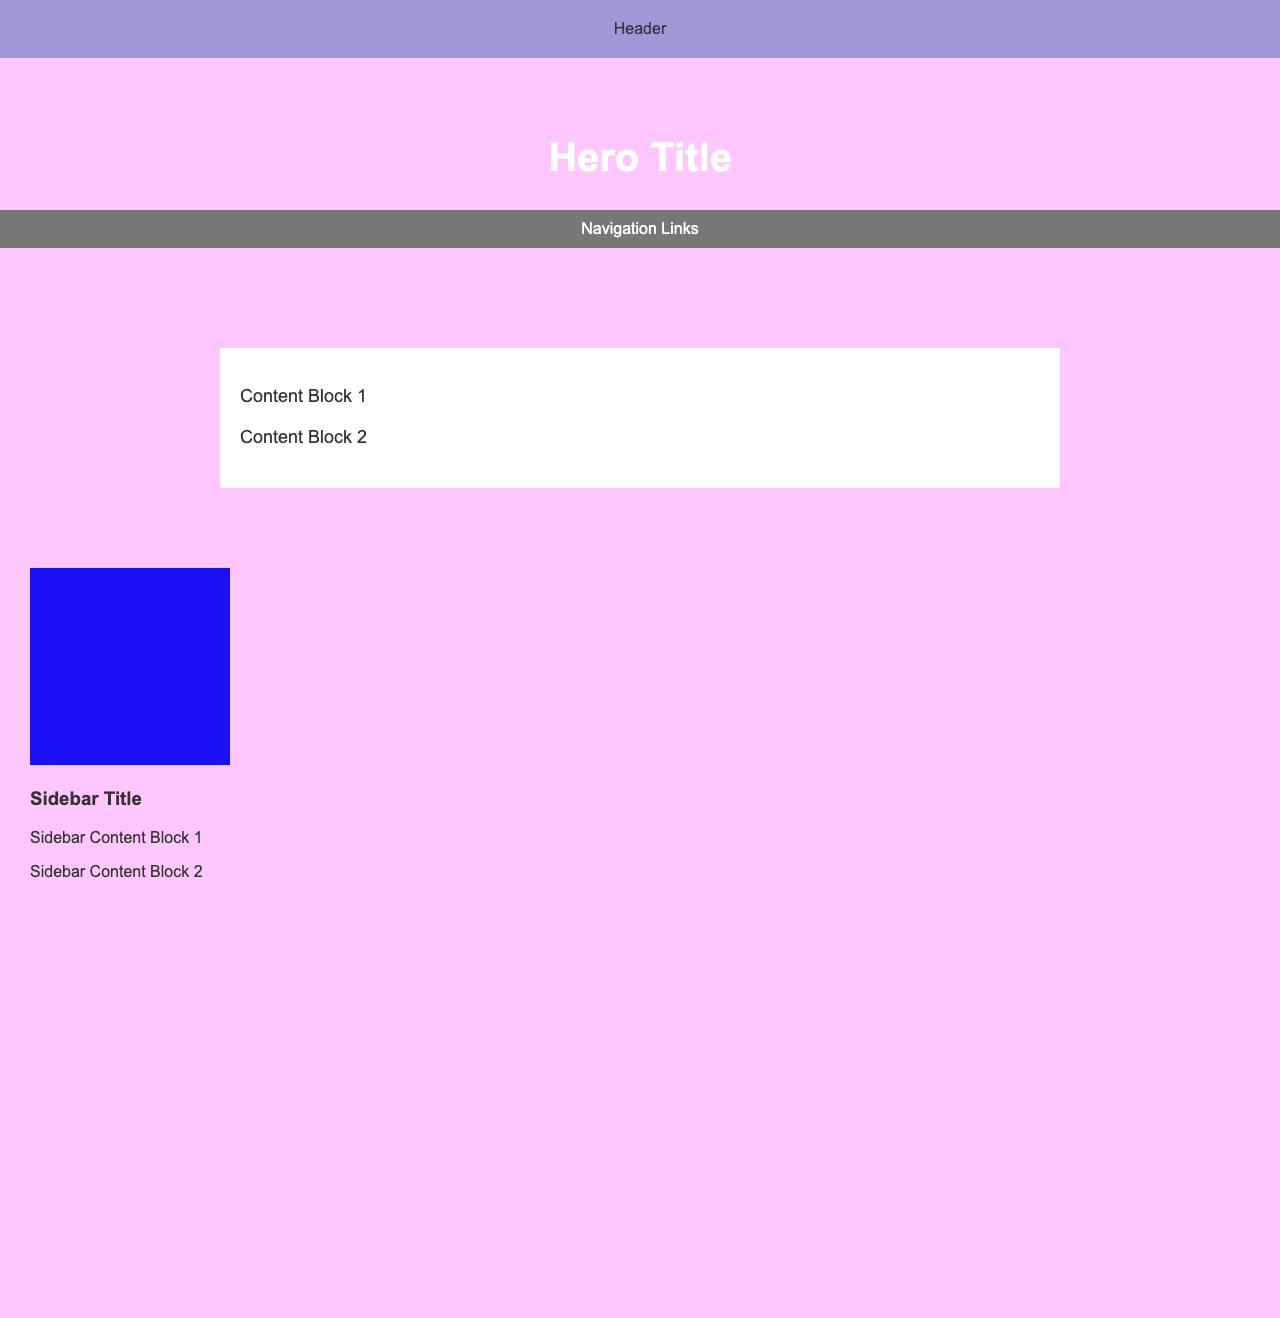 Header
Hero Title
Navigation Links
Content Block 1
Content Block 2
Sidebar Title
Sidebar Content Block 1
Sidebar Content Block 2